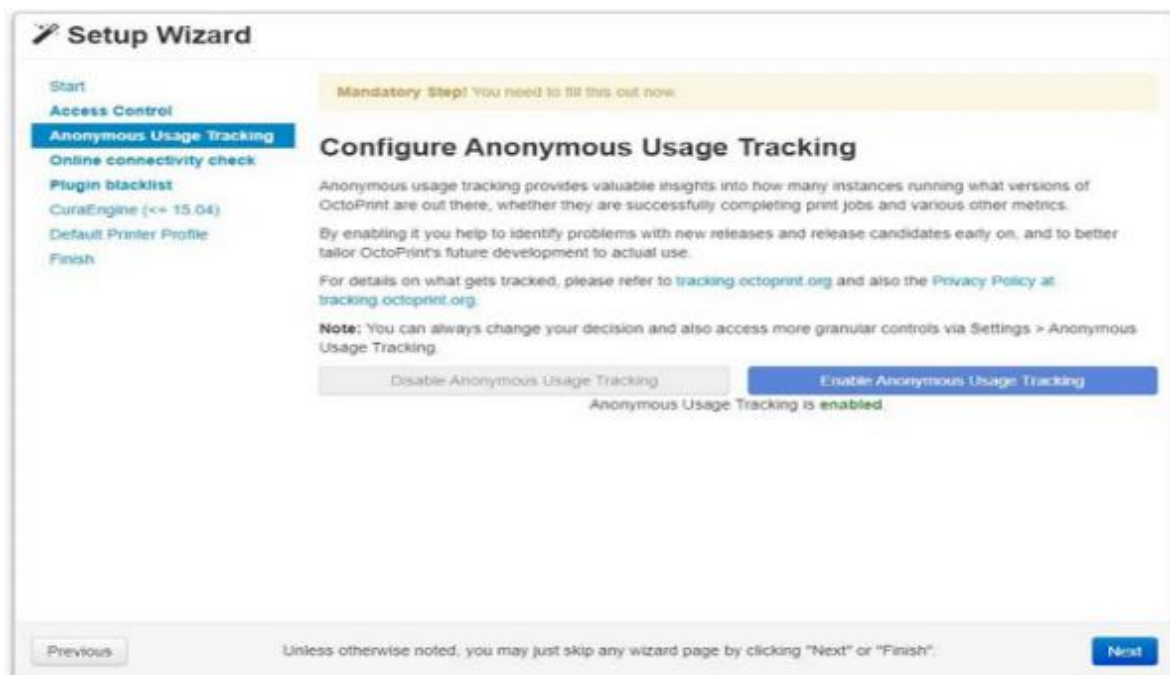 Setup Wizard
Start
Access Control
Anonymous Usage Tracking
Online connectivity check
Plugin blacklist
CuraEngine (<= 15.04)
Default Printer Profile
Finish
Mandatory Step! You need to fill this out now.
Configure Anonymous Usage Tracking
Anonymous usage tracking provides valuable insights into how many instances running what versions of
OctoPrint are out there, whether they are successfully completing print jobs and various other metrics.
By enabling it you help to identify problems with new releases and release candidates early on, and to better
tailor OctoPrint's future development to actual use.
For details on what gets tracked, please refer to tracking.octoprint.org and also the Privacy Policy at
tracking.octoprint.org.
Note: You can always change your decision and also access more granular controls via Settings > Anonymous
Usage Tracking.
Disable Anonymous Usage Tracking
Enable Anonymous Usage Tracking
Anonymous Usage Tracking is enabled.
Previous
Unless otherwise noted, you may just skip any wizard page by clicking "Next" or "Finish".
Next